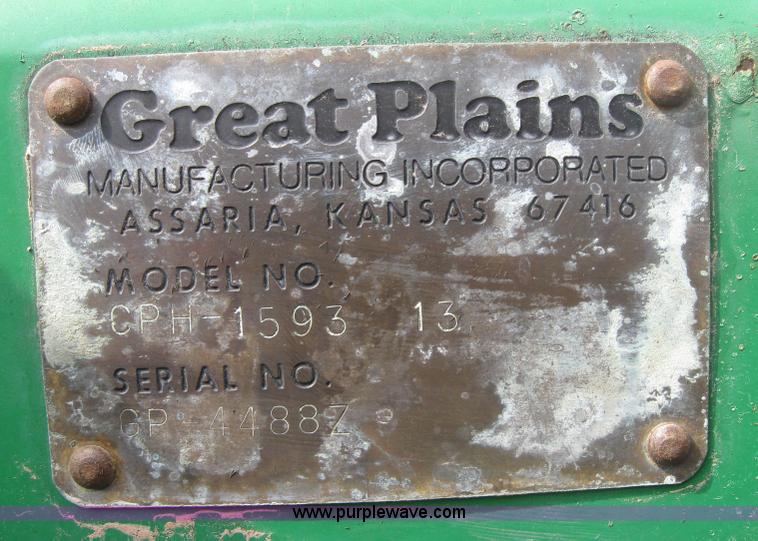 Great Plains
MANUFACTURING INCORPORATED
ASSARIA, KANSAS 67416
MODEL NO.
CPH-1593 13
SERIAL NO.
GP-4488Z
www.purplewave.com